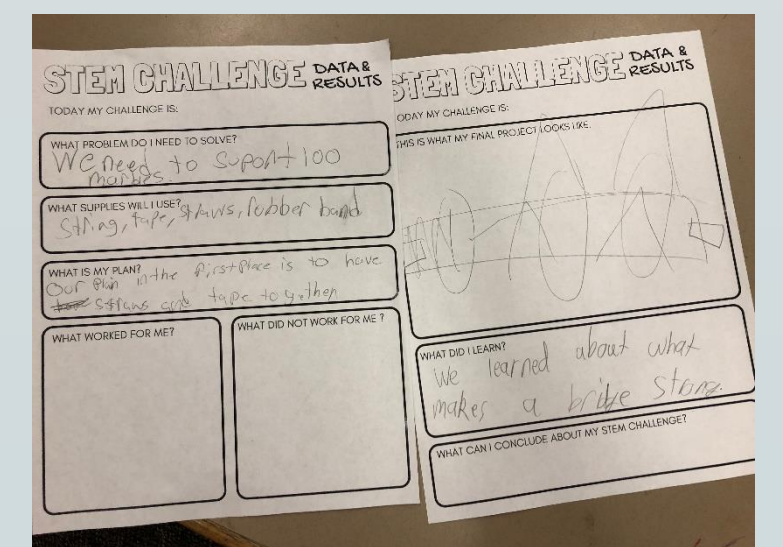 STEM CHALLENGE DATA &
RESULTS
TODAY MY CHALLENGE IS:
WHAT PROBLEM DO I NEED TO SOLVE?
We need to suport 100
marbes.
WHAT SUPPLIES WILL I USE?
String, tape, straws, rubber band
WHAT IS MY PLAN?
Our plan in the first place is to have
straws and tape together
WHAT WORKED FOR ME?
WHAT DID NOT WORK FOR ME ?
STEM CHALLENGE DATA &
RESULTS
ODAY MY CHALLENGE IS:
THIS IS WHAT MY FINAL PROJECT LOOKS LIKE.
WHAT DID I LEARN?
We learned about what
makes a bridge strong.
WHAT CAN I CONCLUDE ABOUT MY STEM CHALLENGE?